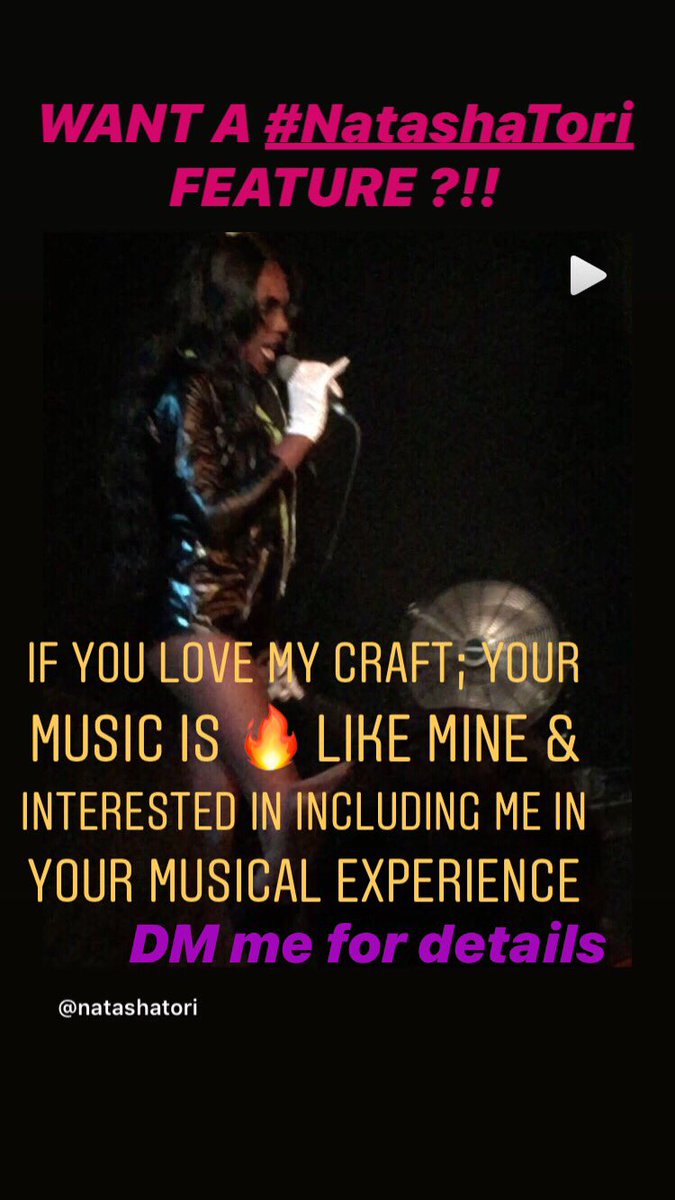 WANT A #NatashaTori
FEATURE ?!!
IF YOU LOVE MY CRAFT; YOUR
MUSIC IS 🔥 LIKE MINE &
INTERESTED IN INCLUDING ME IN
YOUR MUSICAL EXPERIENCE
DM me for details
@natashatori